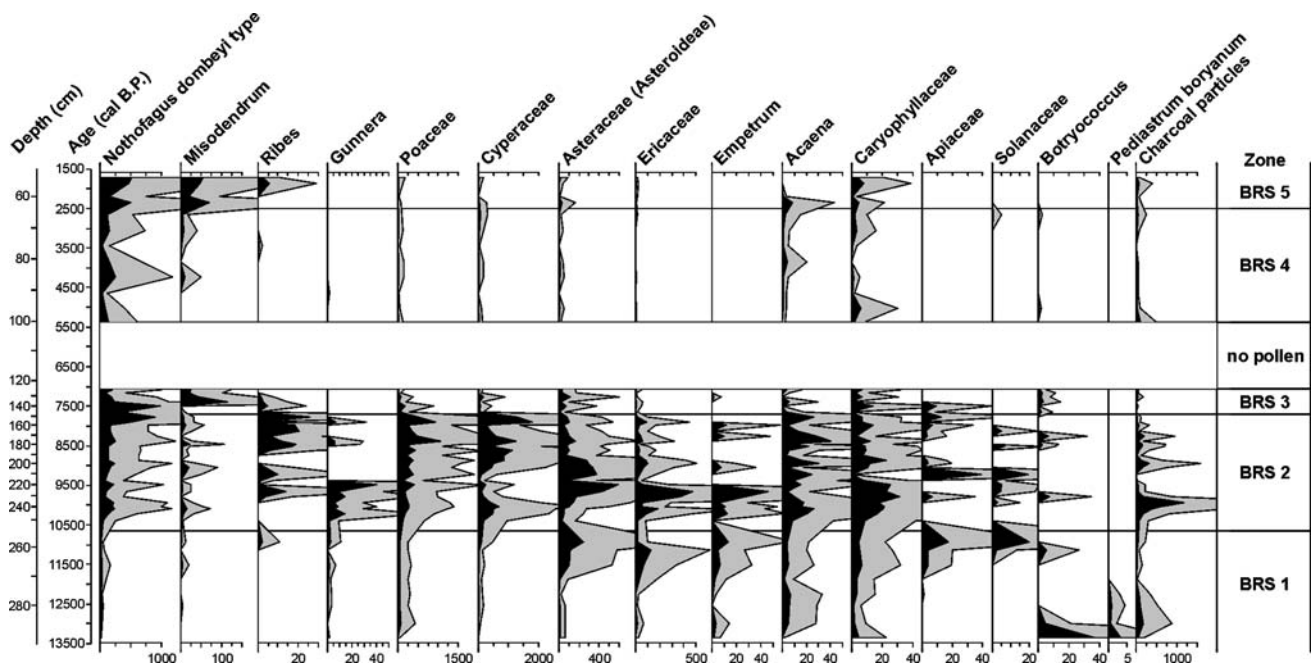 Depth (cm)
Age (cal B.P.)
Nothofagus dombeyi type
Misodendrum
Ribes
Gunnera
Poaceae
Cyperaceae
Asteraceae (Asteroideae)
Ericaceae
Empetrum
Acaena
Caryophyllaceae
Apiaceae
Solanaceae
Botryococcus
Pediastrum boryanum
Charcoal particles
Zone
1500
60
2500
BRS 5
3500
80
4500
BRS 4
100
5500
6500
no pollen
120
140
7500
BRS 3
160
180
8500
200
220
9500
BRS 2
240
10500
260
11500
BRS 1
280
12500
13500
1000 100 20 20 40 1500 2000 400 500 20 40 20 40 20 40 20 40 20 20 40 5 1000